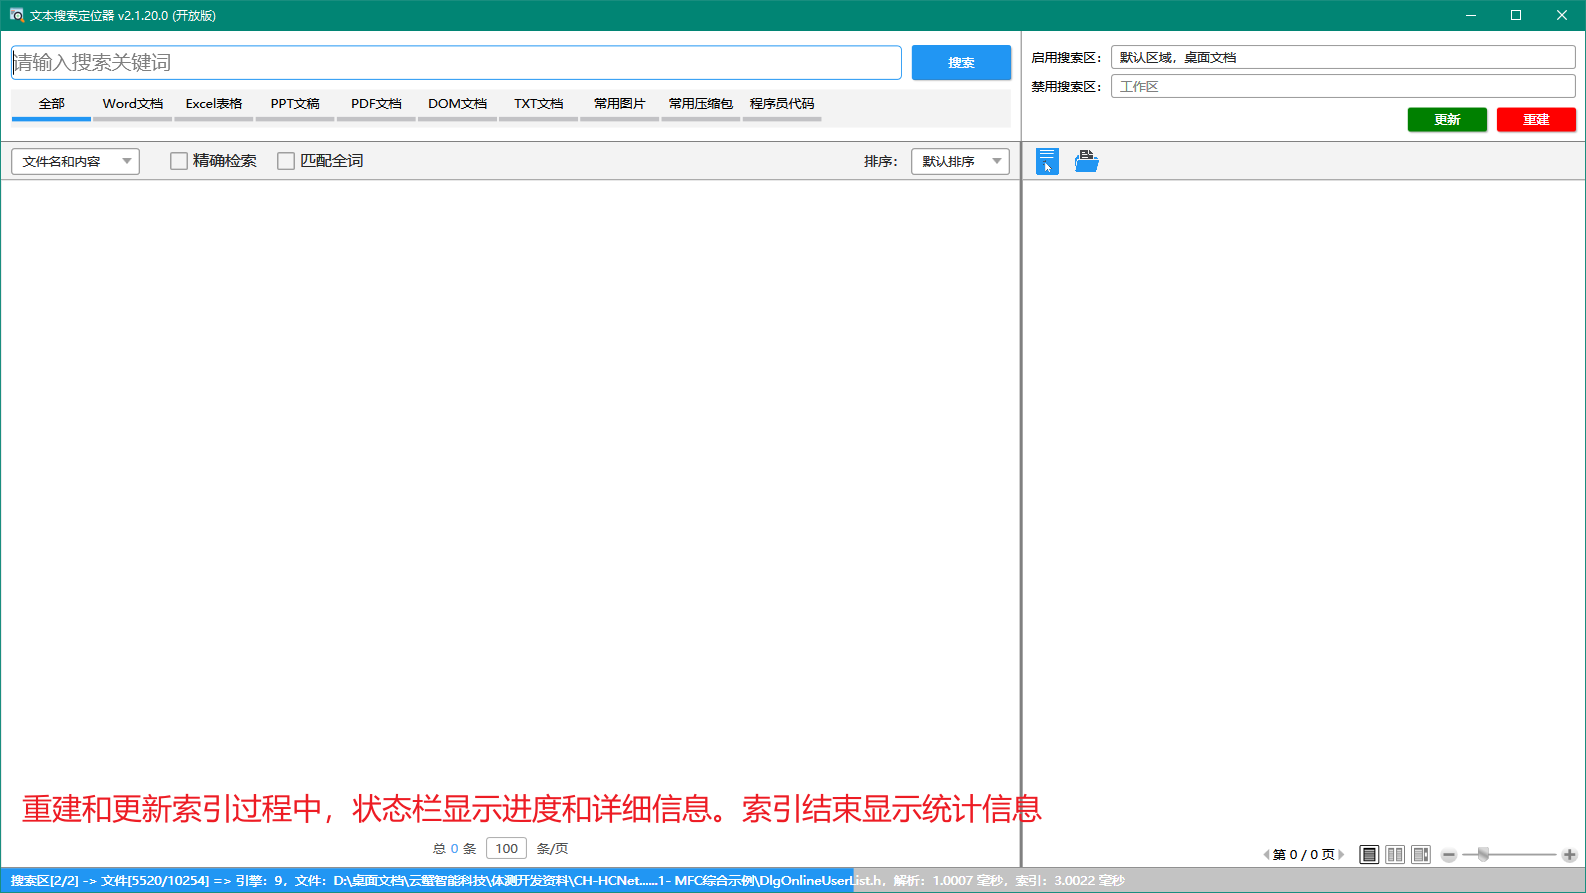 文本搜索定位器 v2.1.20.0 (开放版)
请输入搜索关键词
搜索
启用搜索区：
默认区域，桌面文档
禁用搜索区：
工作区
更新
重建
全部
Word文档
Excel表格
PPT文稿
PDF文档
DOM文档
TXT文档
常用图片
常用压缩包
程序员代码
文件名和内容
精确检索
匹配全词
排序：
默认排序
重建和更新索引过程中，状态栏显示进度和详细信息。索引结束显示统计信息
总 0 条
100
条/页
第 0 / 0 页
搜索区[2/2] -> 文件[5520/10254] => 引擎：9，文件：D:\桌面文档\云耀智能科技\体测开发资料\CH-HCNet......1- MFC综合示例\DlgOnlineUserList.h，解析：1.0007 毫秒，索引：3.0022 毫秒